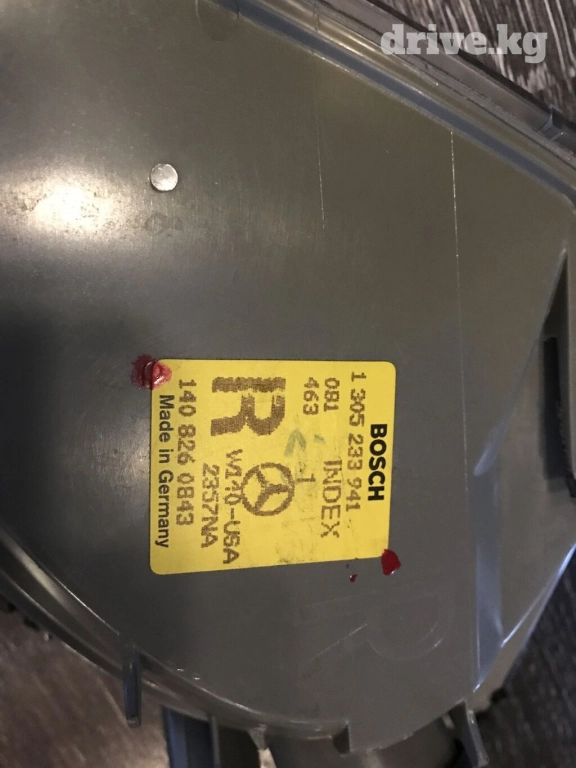 drive.kg
BOSCH
1 305 233 941
081 INDEX
463 1
R
W140-USA
2357NA
140 826 0843
Made in Germany
R